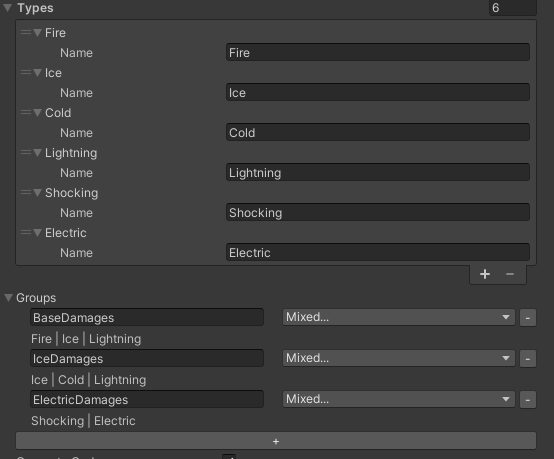 Types 6
Fire
Name Fire
Ice
Name Ice
Cold
Name Cold
Lightning
Name Lightning
Shocking
Name Shocking
Electric
Name Electric
+ −
Groups
BaseDamages Mixed... -
Fire | Ice | Lightning
IceDamages Mixed... -
Ice | Cold | Lightning
ElectricDamages Mixed... -
Shocking | Electric
+